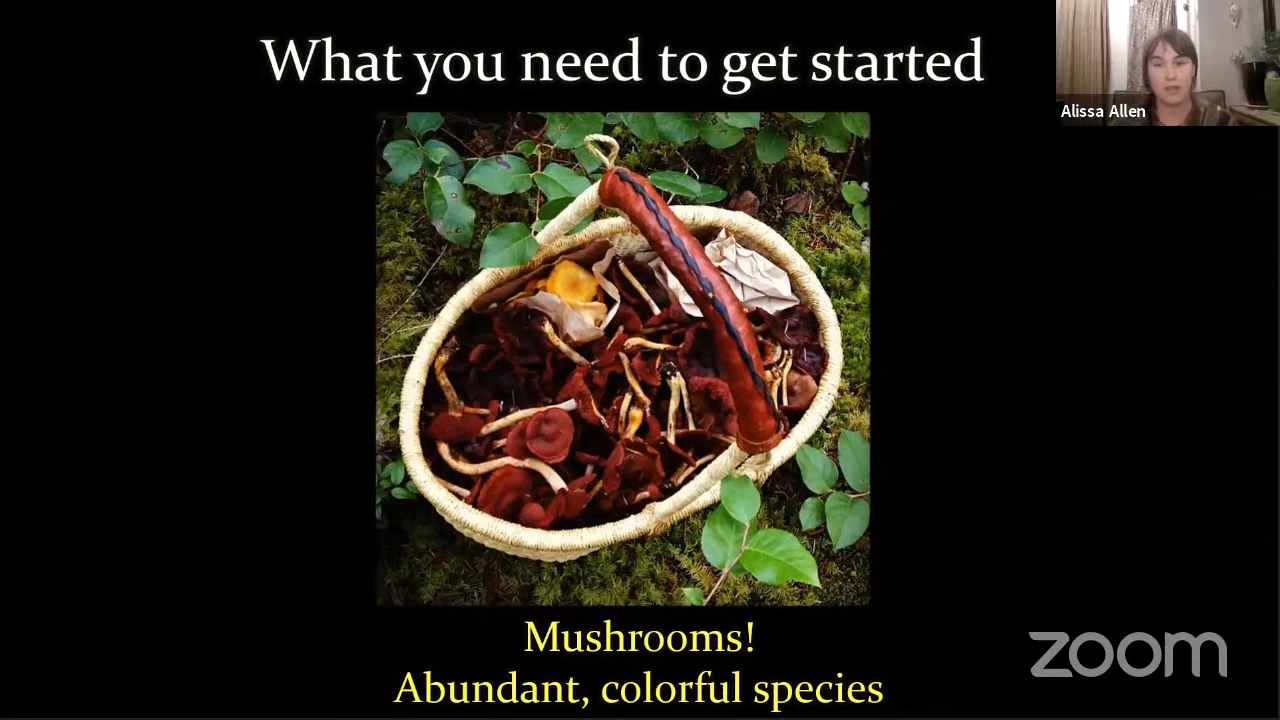 What you need to get started
Alissa Allen
Mushrooms!
Abundant, colorful species
zoom